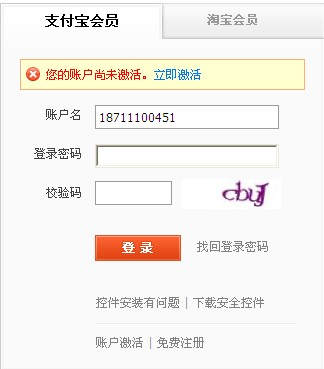 支付宝会员 淘宝会员
您的账户尚未激活。立即激活
账户名 18711100451
登录密码
校验码 cbuJ
登 录 找回登录密码
控件安装有问题 | 下载安全控件
账户激活 | 免费注册